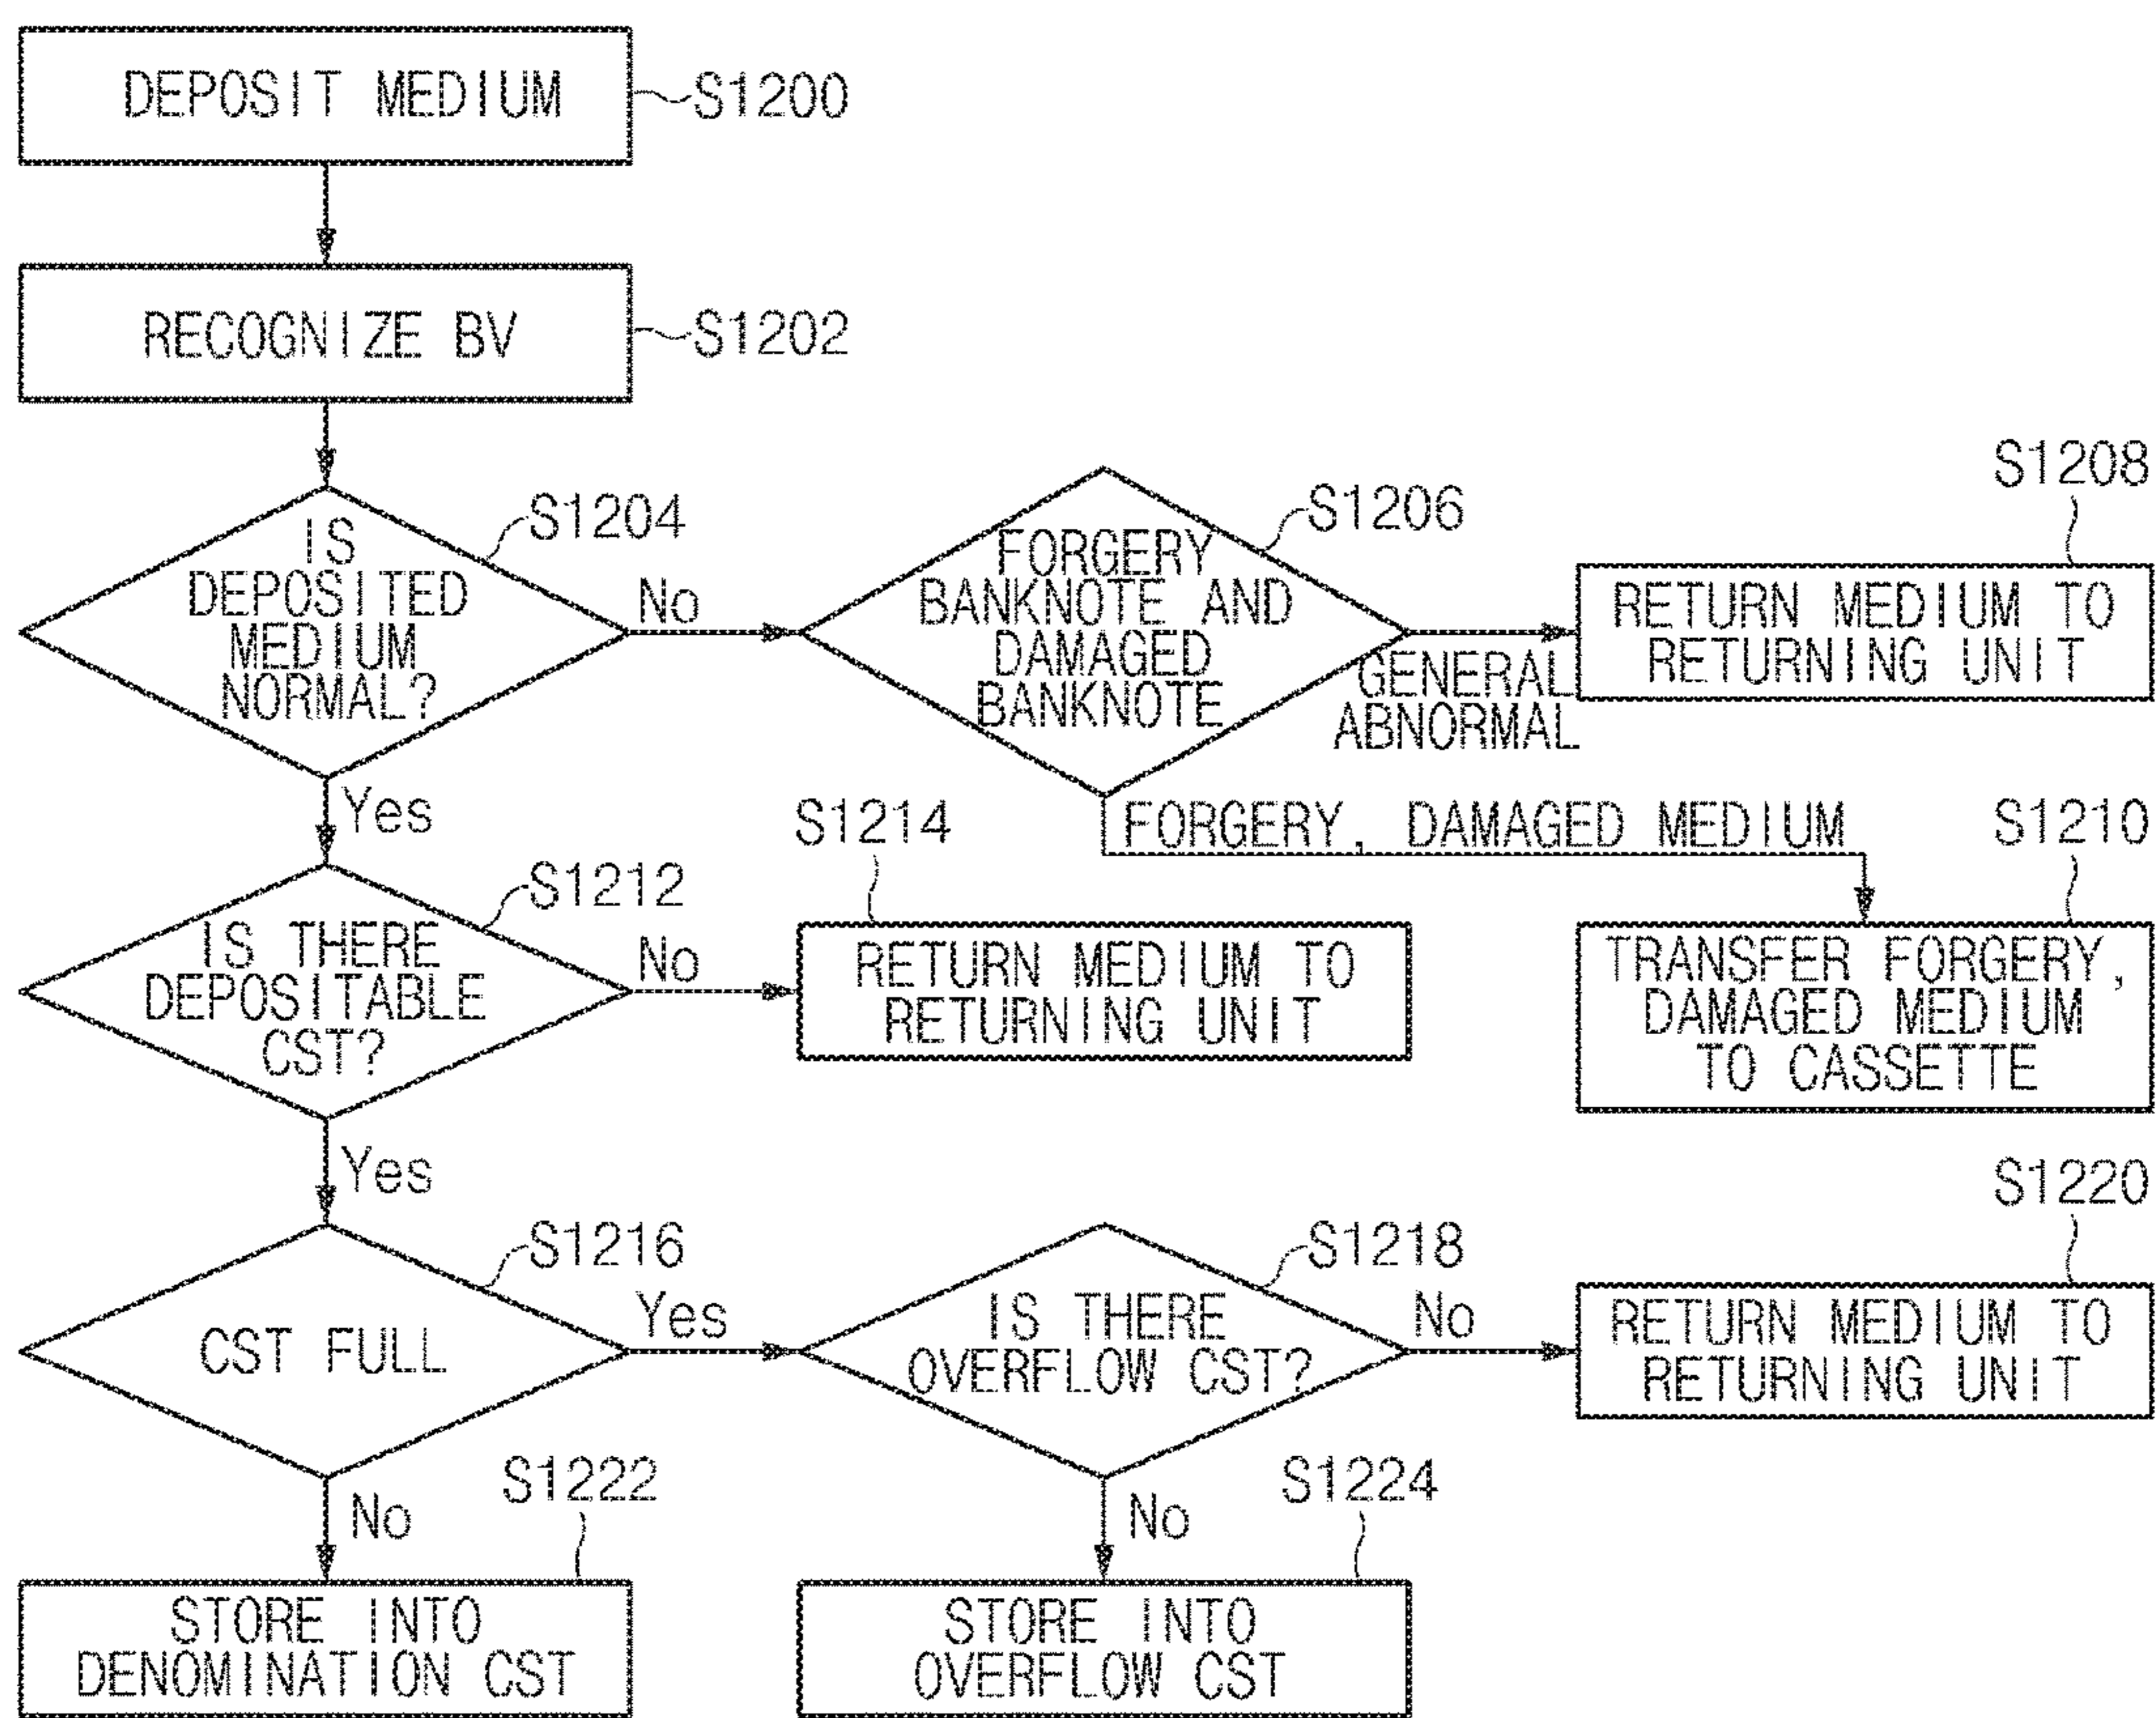 DEPOSIT MEDIUM
S1200
RECOGNIZE BV
S1202
IS
DEPOSITED
MEDIUM
NORMAL?
S1204
No
FORGERY
BANKNOTE AND
DAMAGED
BANKNOTE
S1206
GENERAL
ABNORMAL
S1208
RETURN MEDIUM TO
RETURNING UNIT
Yes
FORGERY, DAMAGED MEDIUM
S1210
TRANSFER FORGERY,
DAMAGED MEDIUM
TO CASSETTE
IS THERE
DEPOSITABLE
CST?
S1212
No
S1214
RETURN MEDIUM TO
RETURNING UNIT
Yes
CST FULL
S1216
Yes
IS THERE
OVERFLOW CST?
S1218
No
S1220
RETURN MEDIUM TO
RETURNING UNIT
No
S1222
STORE INTO
DENOMINATION CST
No
S1224
STORE INTO
OVERFLOW CST